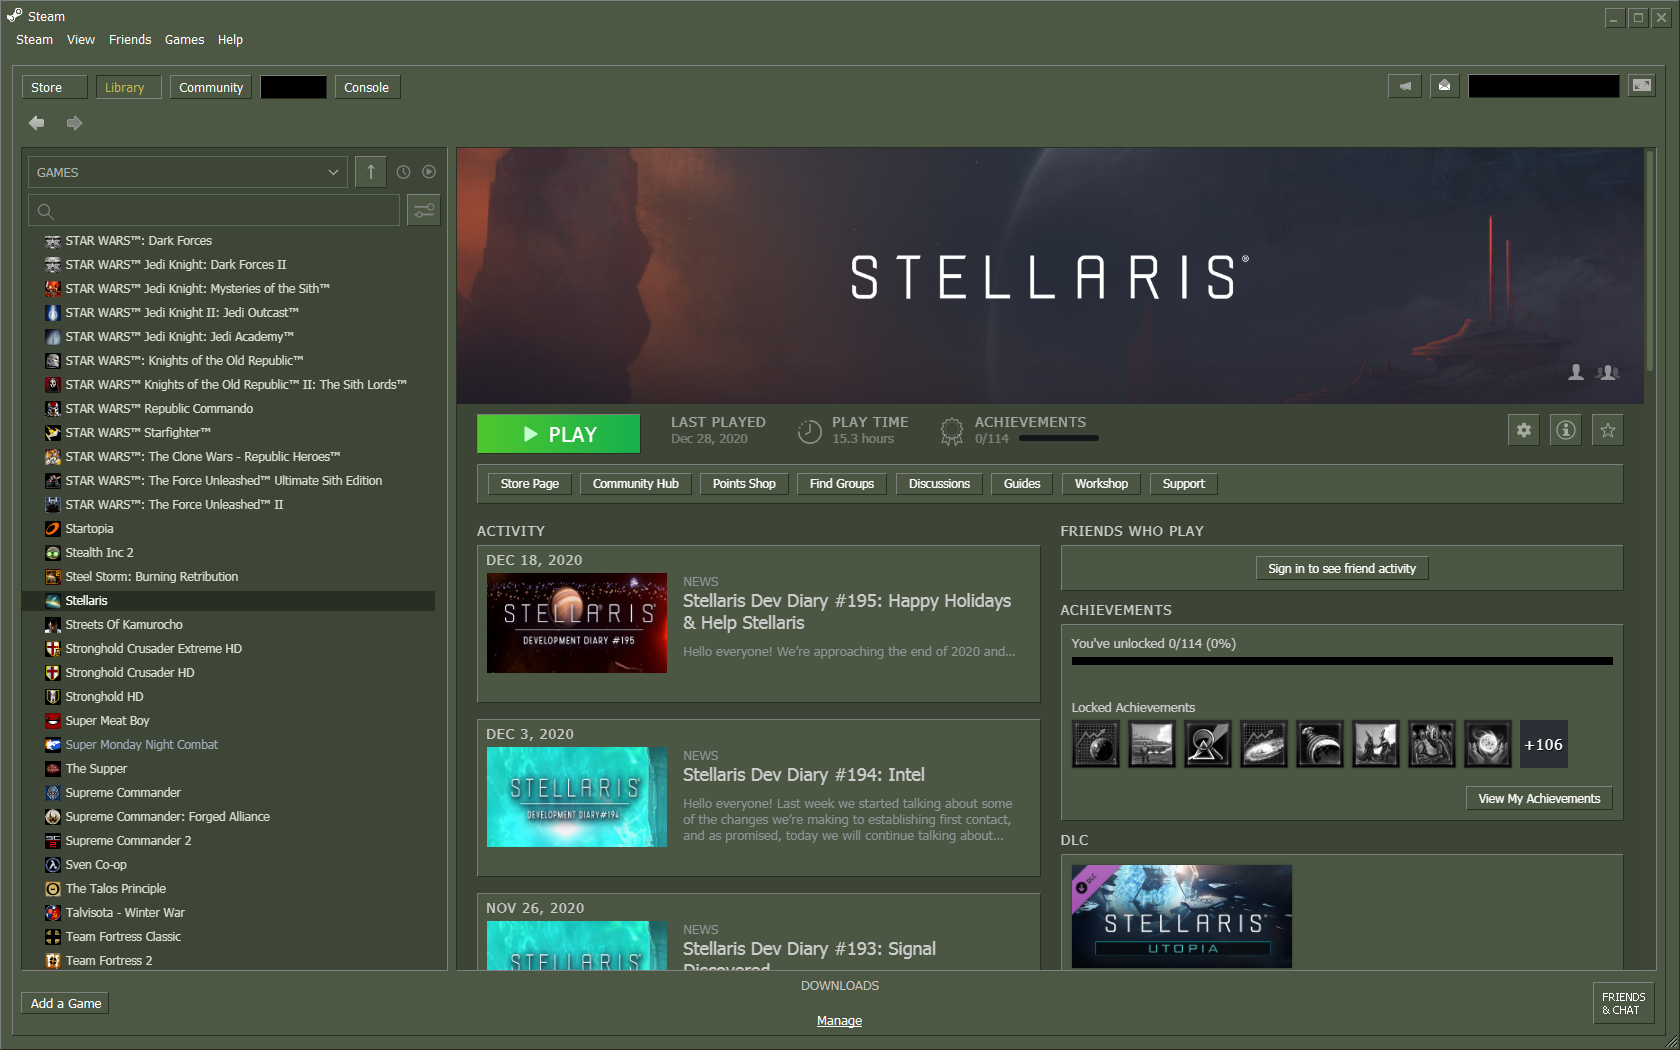 Steam
Steam View Friends Games Help
Store Library Community Console
GAMES
STAR WARS™: Dark Forces
STAR WARS™ Jedi Knight: Dark Forces II
STAR WARS™ Jedi Knight: Mysteries of the Sith™
STAR WARS™ Jedi Knight II: Jedi Outcast™
STAR WARS™ Jedi Knight: Jedi Academy™
STAR WARS™: Knights of the Old Republic™
STAR WARS™ Knights of the Old Republic™ II: The Sith Lords™
STAR WARS™ Republic Commando
STAR WARS™ Starfighter™
STAR WARS™: The Clone Wars - Republic Heroes™
STAR WARS™: The Force Unleashed™ Ultimate Sith Edition
STAR WARS™: The Force Unleashed™ II
Startopia
Stealth Inc 2
Steel Storm: Burning Retribution
Stellaris
Streets Of Kamurocho
Stronghold Crusader Extreme HD
Stronghold Crusader HD
Stronghold HD
Super Meat Boy
Super Monday Night Combat
The Supper
Supreme Commander
Supreme Commander: Forged Alliance
Supreme Commander 2
Sven Co-op
The Talos Principle
Talvisota - Winter War
Team Fortress Classic
Team Fortress 2
STELLARIS®
PLAY
LAST PLAYED
Dec 28, 2020
PLAY TIME
15.3 hours
ACHIEVEMENTS
0/114
Store Page Community Hub Points Shop Find Groups Discussions Guides Workshop Support
ACTIVITY
DEC 18, 2020
STELLARIS®
DEVELOPMENT DIARY #195
NEWS
Stellaris Dev Diary #195: Happy Holidays
& Help Stellaris
Hello everyone! We're approaching the end of 2020 and...
DEC 3, 2020
STELLARIS®
DEVELOPMENT DIARY #194
NEWS
Stellaris Dev Diary #194: Intel
Hello everyone! Last week we started talking about some
of the changes we're making to establishing first contact,
and as promised, today we will continue talking about...
NOV 26, 2020
STELLARIS®
NEWS
Stellaris Dev Diary #193: Signal
Discovered
FRIENDS WHO PLAY
Sign in to see friend activity
ACHIEVEMENTS
You've unlocked 0/114 (0%)
Locked Achievements
+106
View My Achievements
DLC
DLC
STELLARIS®
UTOPIA
Add a Game
DOWNLOADS
Manage
FRIENDS
& CHAT